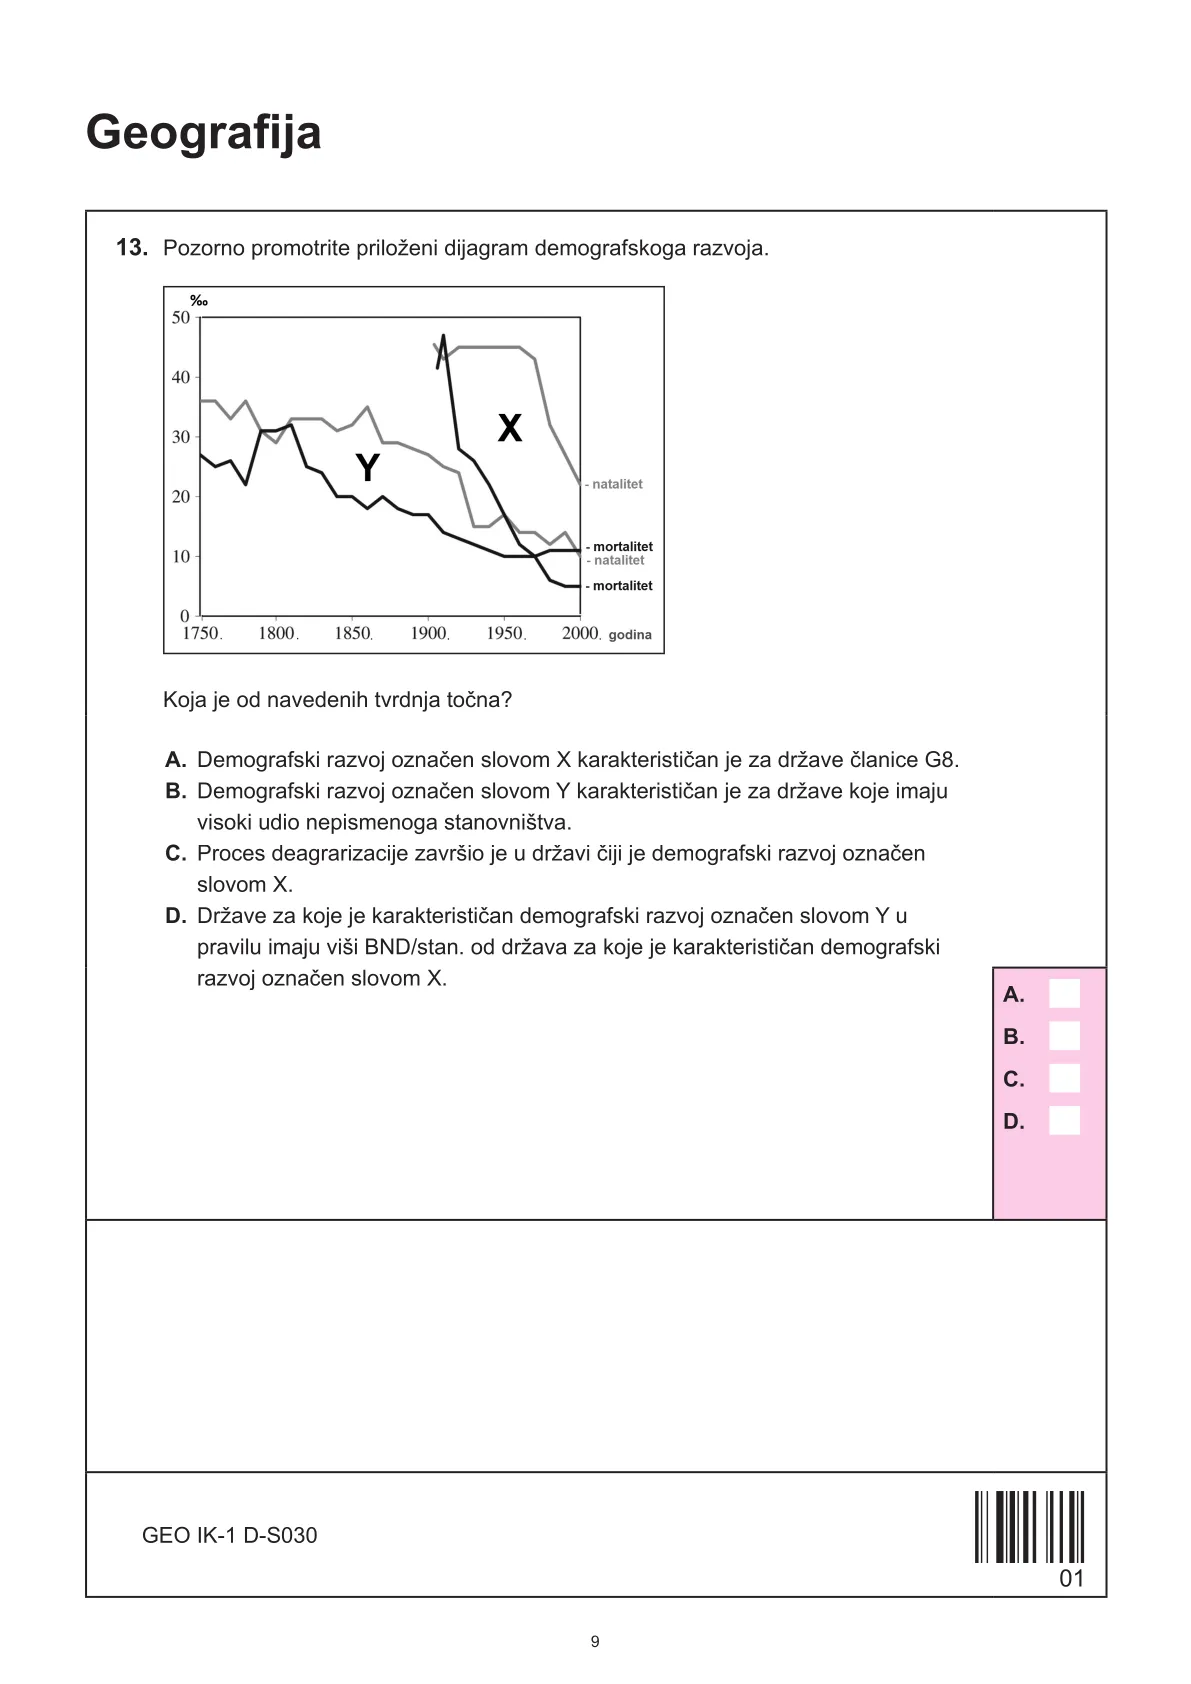 Geografija
13. Pozorno promotrite priloženi dijagram demografskoga razvoja.
‰
50
40
30
20
10
0
X
Y
- natalitet
- mortalitet
- natalitet
- mortalitet
1750. 1800. 1850. 1900. 1950. 2000. godina
Koja je od navedenih tvrdnja točna?
A. Demografski razvoj označen slovom X karakterističan je za države članice G8.
B. Demografski razvoj označen slovom Y karakterističan je za države koje imaju
visoki udio nepismenoga stanovništva.
C. Proces deagrarizacije završio je u državi čiji je demografski razvoj označen
slovom X.
D. Države za koje je karakterističan demografski razvoj označen slovom Y u
pravilu imaju viši BND/stan. od država za koje je karakterističan demografski
razvoj označen slovom X.
A.
B.
C.
D.
GEO IK-1 D-S030
01
9